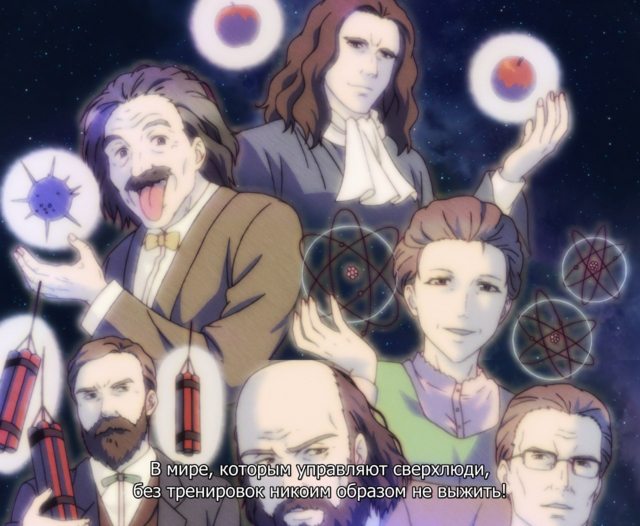 В мире, которым управляют сверхлюди,
без тренировок никоим образом не выжить!